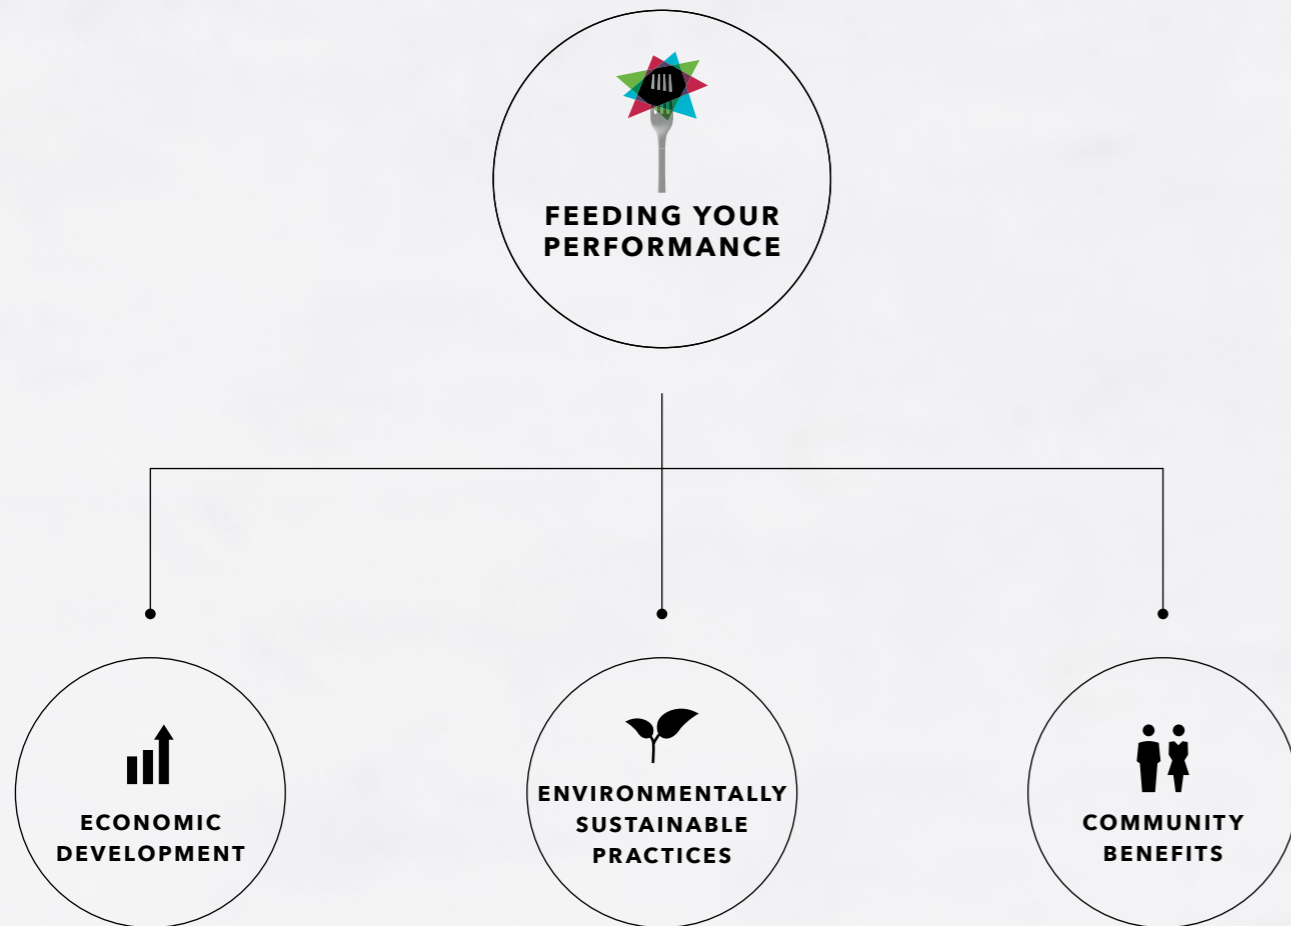 FEEDING YOUR
PERFORMANCE
ECONOMIC
DEVELOPMENT
ENVIRONMENTALLY
SUSTAINABLE
PRACTICES
COMMUNITY
BENEFITS